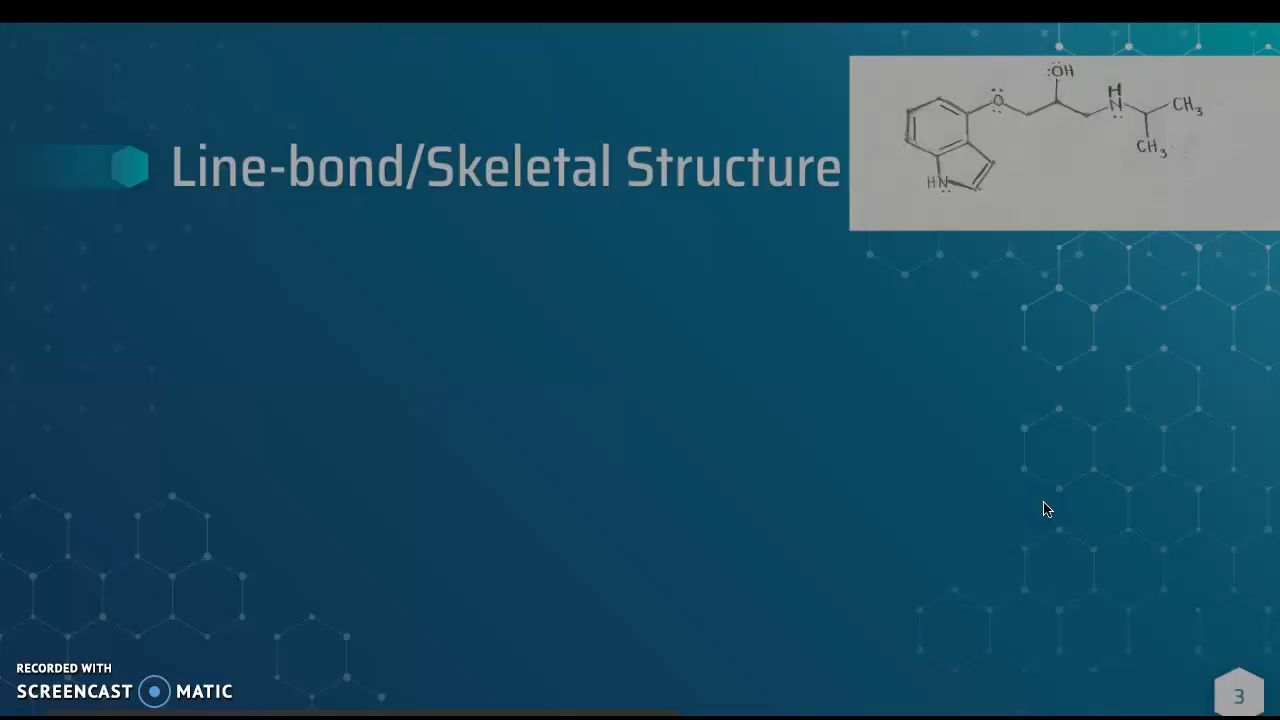 :ÖH
O
H
N
CH3
Line-bond/Skeletal Structure
CH3
HN
RECORDED WITH
SCREENCAST MATIC
3